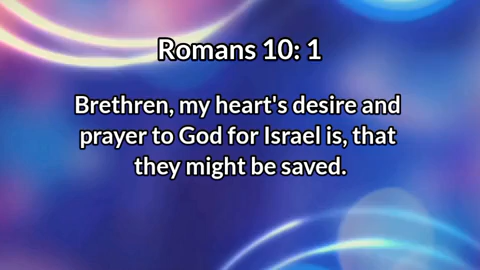 Romans 10: 1
Brethren, my heart's desire and
prayer to God for Israel is, that
they might be saved.